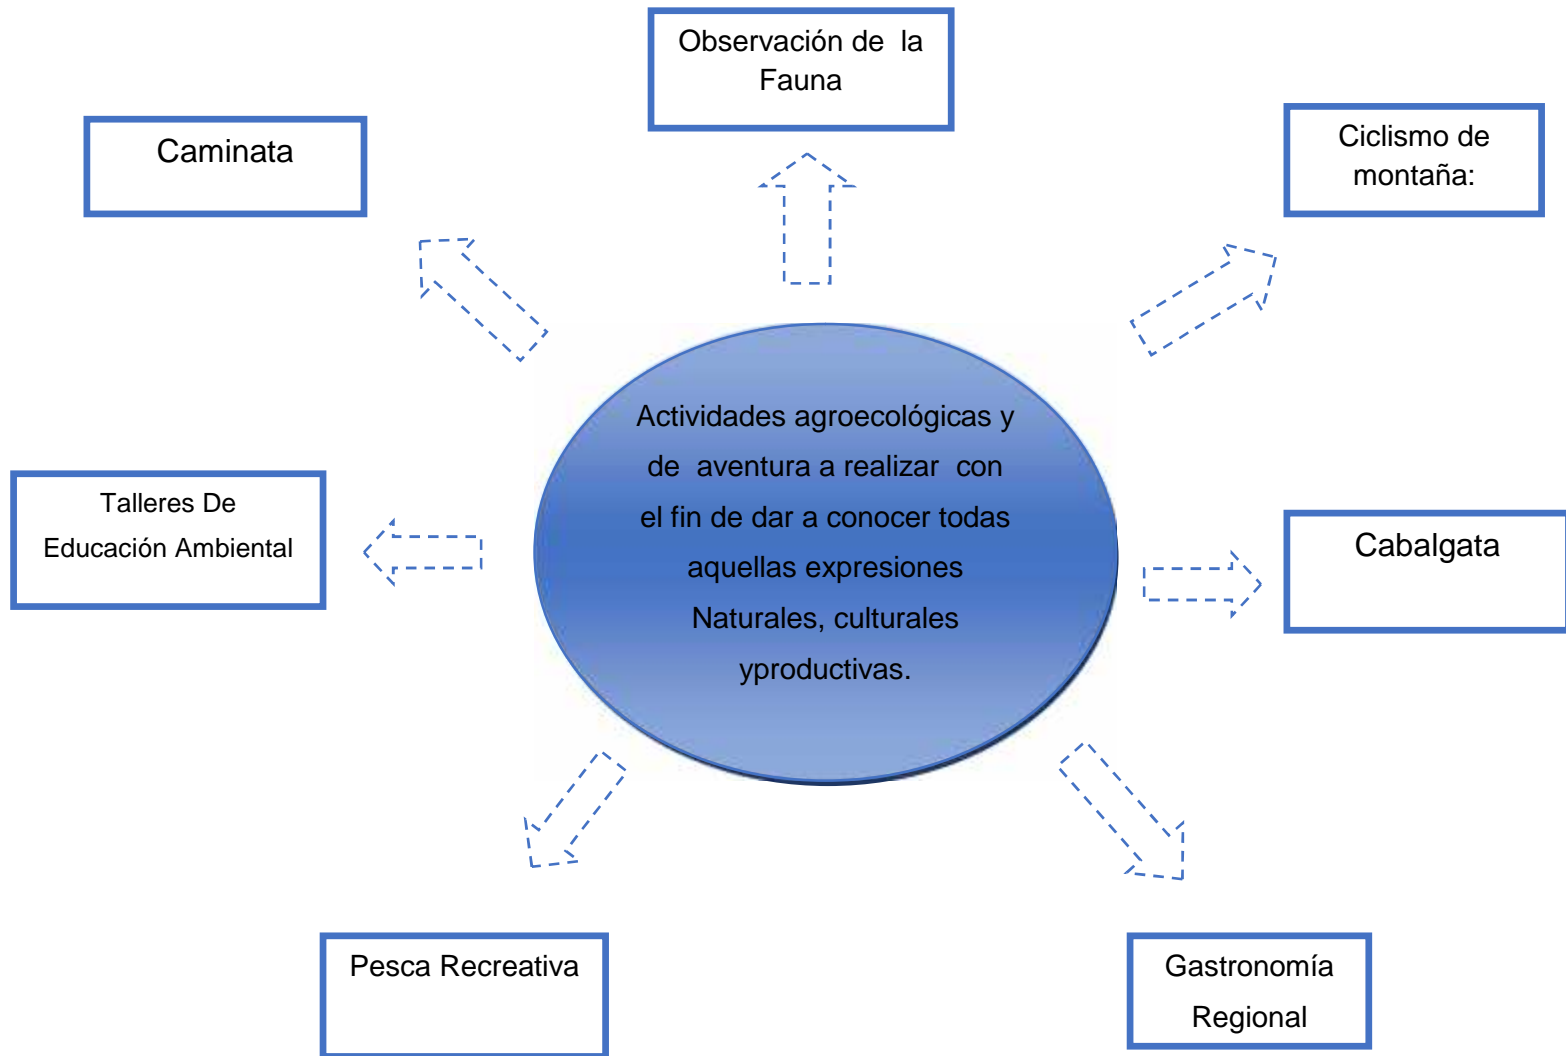 Observación de la
Fauna
Caminata
Ciclismo de
montaña:
Actividades agroecológicas y
de aventura a realizar con
el fin de dar a conocer todas
aquellas expresiones
Naturales, culturales
yproductivas.
Talleres De
Educación Ambiental
Cabalgata
Pesca Recreativa
Gastronomía
Regional